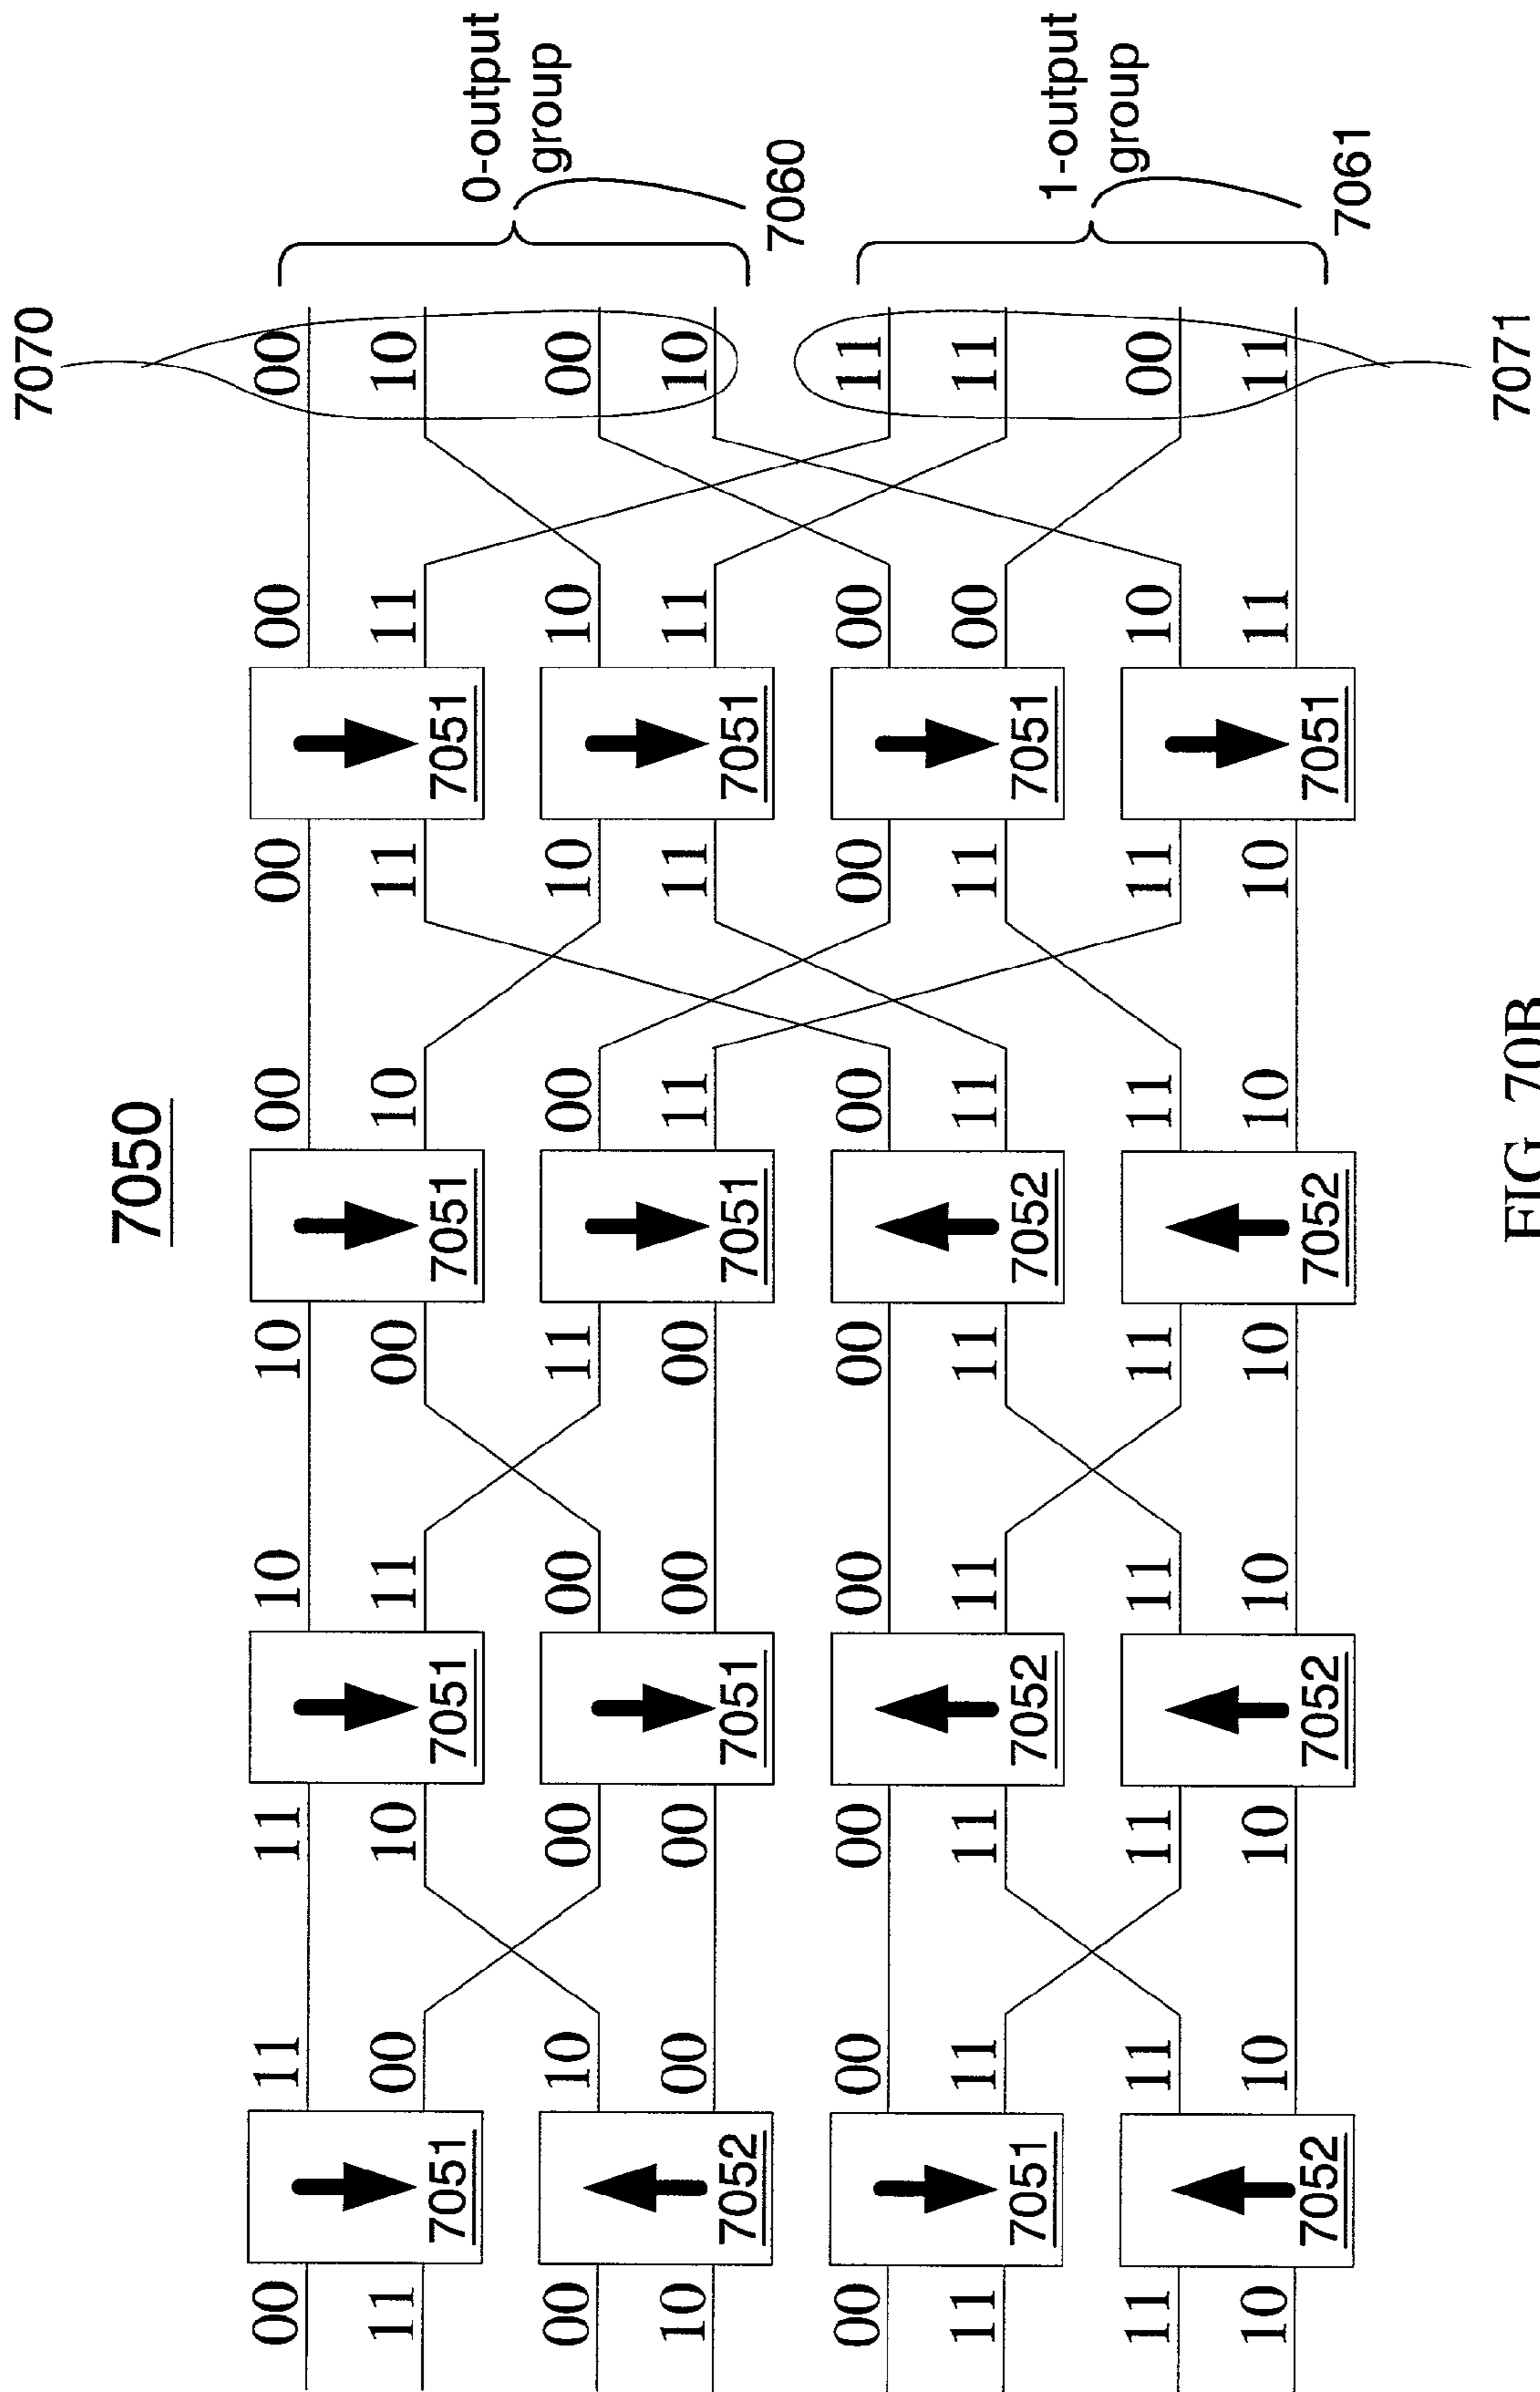 7070
7050
00 11 11 10 10 00 00 00 00
11 00 10 11 00 10 11 11 10
7051 7051 7051 7051
0-output
group
00 10 00 00 11 00 10 10 00
10 00 00 00 00 11 11 11 10
7052 7051 7051 7051
7060
00 00 00 00 00 00 00 00 11
11 11 11 11 11 11 11 00 11
7051 7052 7052 7051
1-output
group
11 11 11 11 11 11 11 10 00
10 10 10 10 10 10 10 11 11
7052 7052 7052 7051
7061
7071
FIG. 70B